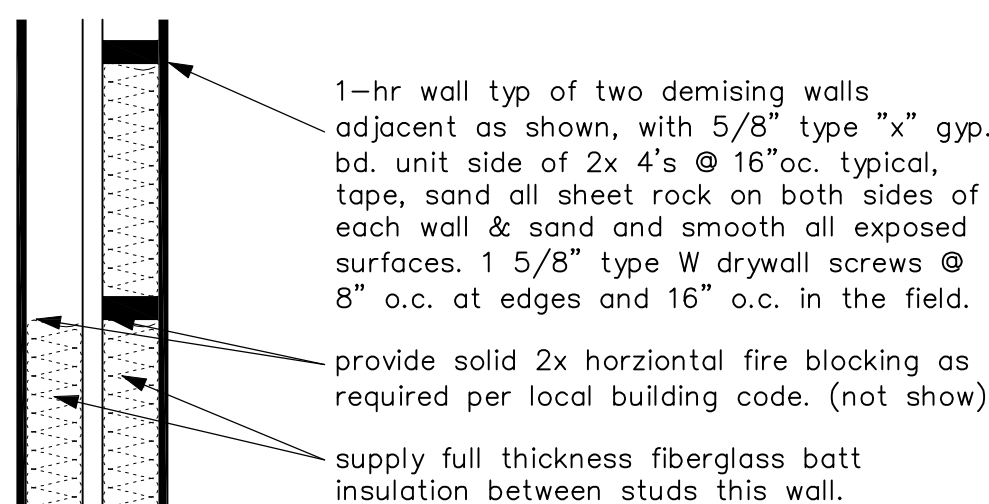 1-hr wall typ of two demising walls
adjacent as shown, with 5/8" type "x" gyp.
bd. unit side of 2x 4's @ 16"oc. typical,
tape, sand all sheet rock on both sides of
each wall & sand and smooth all exposed
surfaces. 1 5/8" type W drywall screws @
8" o.c. at edges and 16" o.c. in the field.
provide solid 2x horziontal fire blocking as
required per local building code. (not show)
supply full thickness fiberglass batt
insulation between studs this wall.